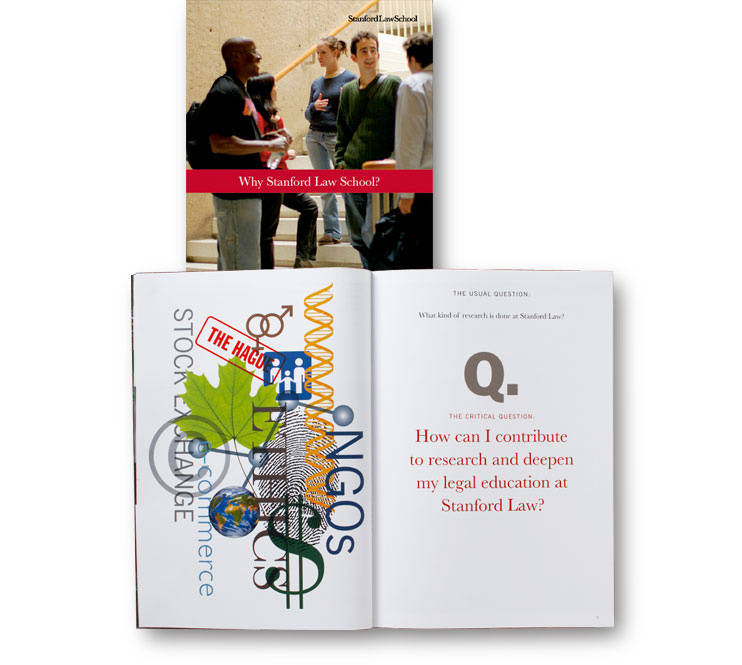 StanfordLawSchool
Why Stanford Law School?
STOCK EXCHANGE
THE HAGUE
e-commerce
ETHICS
NGOs
©
$
THE USUAL QUESTION:
What kind of research is done at Stanford Law?
Q.
THE CRITICAL QUESTION:
How can I contribute
to research and deepen
my legal education at
Stanford Law?